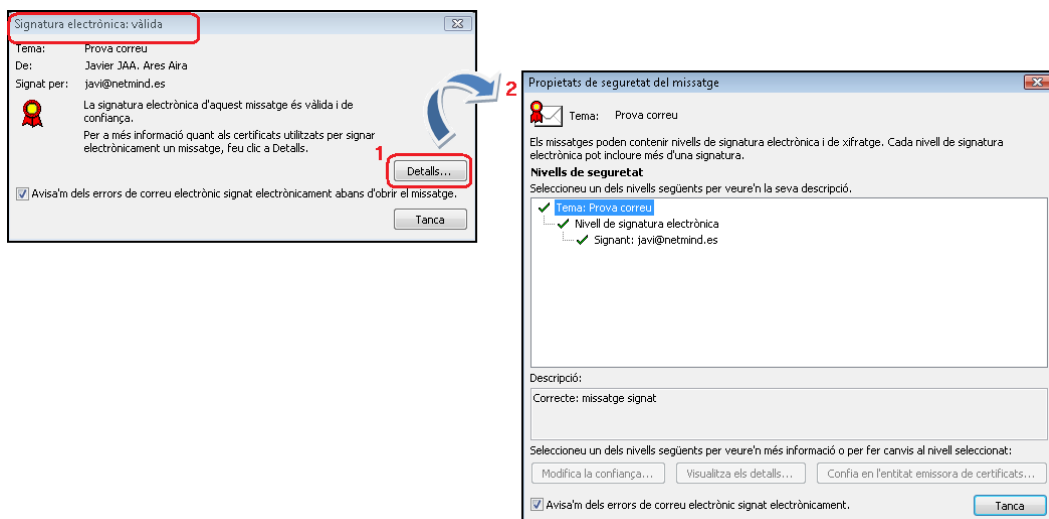 Signatura electrònica: vàlida
Tema: Prova correu
De: Javier JAA. Ares Aira
Signat per: javi@netmind.es
La signatura electrònica d'aquest missatge és vàlida i de
confiança.
Per a més informació quant als certificats utilitzats per signar
electrònicament un missatge, feu clic a Detalls.
1
Detalls...
Avisa'm dels errors de correu electrònic signat electrònicament abans d'obrir el missatge.
Tanca
2
Propietats de seguretat del missatge
Tema: Prova correu
Els missatges poden contenir nivells de signatura electrònica i de xifratge. Cada nivell de signatura
electrònica pot incloure més d'una signatura.
Nivells de seguretat
Seleccioneu un dels nivells següents per veure'n la seva descripció.
Tema: Prova correu
Nivell de signatura electrònica
Signant: javi@netmind.es
Descripció:
Correcte: missatge signat
Seleccioneu un dels nivells següents per veure'n més informació o per fer canvis al nivell seleccionat:
Modifica la confiança...
Visualitza els detalls...
Confia en l'entitat emissora de certificats...
Avisa'm dels errors de correu electrònic signat electrònicament.
Tanca